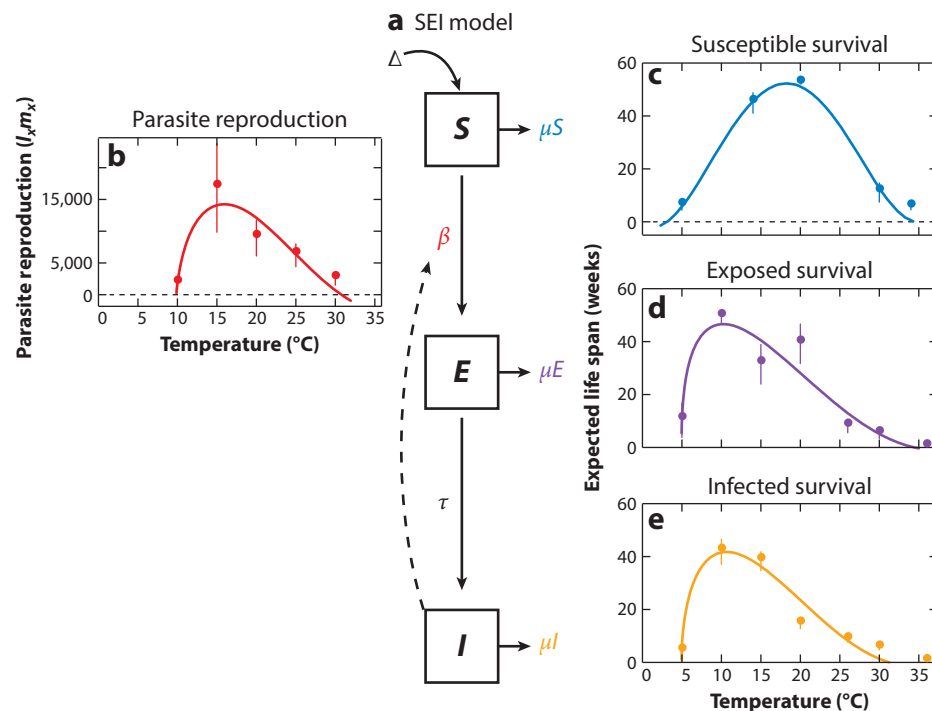 a SEI model
Δ
S
μS
β
E
μE
τ
I
μI
Parasite reproduction
b
Parasite reproduction (lₓmₓ)
15,000
5,000
0
0 5 10 15 20 25 30 35
Temperature (°C)
Susceptible survival
c
60
40
20
0
Exposed survival
d
60
40
20
0
Expected life span (weeks)
Infected survival
e
60
40
20
0
0 5 10 15 20 25 30 35
Temperature (°C)